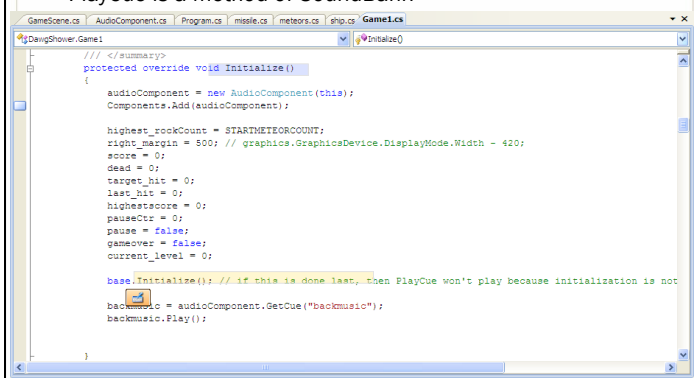 PlayCue is a method of SoundBank
GameScene.cs AudioComponent.cs Program.cs missile.cs meteors.cs ship.cs Game1.cs
DawgShower.Game1 Initialize()
/// </summary>
protected override void Initialize()
{
audioComponent = new AudioComponent(this);
Components.Add(audioComponent);
highest_rockCount = STARTMETEORCOUNT;
right_margin = 500; // graphics.GraphicsDevice.DisplayMode.Width - 420;
score = 0;
dead = 0;
target_hit = 0;
last_hit = 0;
highestscore = 0;
pauseCtr = 0;
pause = false;
gameover = false;
current_level = 0;
base.Initialize(); // if this is done last, then PlayCue won't play because initialization is not
backmusic = audioComponent.GetCue("backmusic");
backmusic.Play();
}